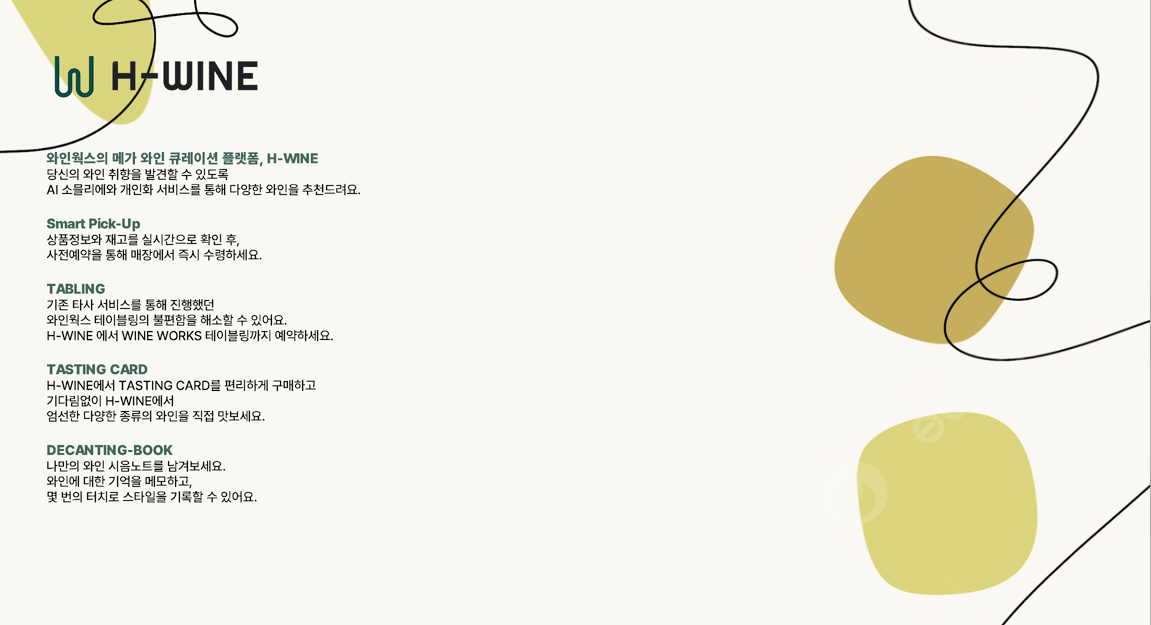 H-WINE
와인웍스의 메가 와인 큐레이션 플랫폼, H-WINE
당신의 와인 취향을 발견할 수 있도록
AI 소믈리에와 개인화 서비스를 통해 다양한 와인을 추천드려요.
Smart Pick-Up
상품정보와 재고를 실시간으로 확인 후,
사전예약을 통해 매장에서 즉시 수령하세요.
TABLING
기존 타사 서비스를 통해 진행했던
와인웍스 테이블링의 불편함을 해소할 수 있어요.
H-WINE 에서 WINE WORKS 테이블링까지 예약하세요.
TASTING CARD
H-WINE에서 TASTING CARD를 편리하게 구매하고
기다림없이 H-WINE에서
엄선한 다양한 종류의 와인을 직접 맛보세요.
DECANTING-BOOK
나만의 와인 시음노트를 남겨보세요.
와인에 대한 기억을 메모하고,
몇 번의 터치로 스타일을 기록할 수 있어요.